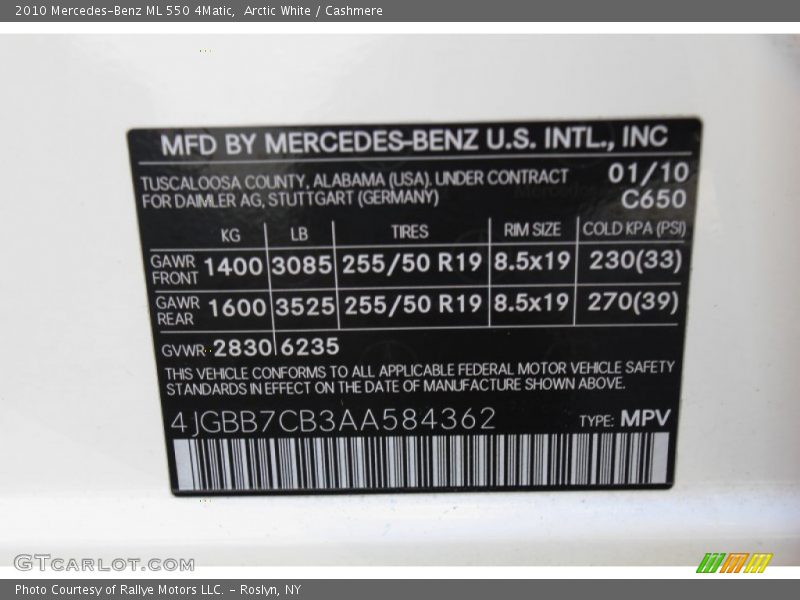 2010 Mercedes-Benz ML 550 4Matic,  Arctic White / Cashmere
MFD BY MERCEDES-BENZ U.S. INTL., INC
TUSCALOOSA COUNTY, ALABAMA (USA), UNDER CONTRACT 01/10
FOR DAIMLER AG, STUTTGART (GERMANY) C650
KG LB TIRES RIM SIZE COLD KPA (PSI)
GAWR FRONT 1400 3085 255/50 R19 8.5x19 230(33)
GAWR REAR 1600 3525 255/50 R19 8.5x19 270(39)
GVWR 2830 6235
THIS VEHICLE CONFORMS TO ALL APPLICABLE FEDERAL MOTOR VEHICLE SAFETY
STANDARDS IN EFFECT ON THE DATE OF MANUFACTURE SHOWN ABOVE.
4JGBB7CB3AA584362 TYPE: MPV
GTCARLOT.COM
Photo Courtesy of Rallye Motors LLC. - Roslyn, NY